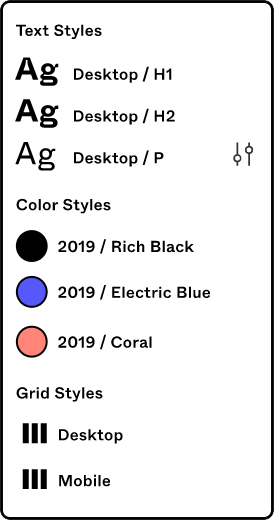 Text Styles
Ag Desktop / H1
Ag Desktop / H2
Ag Desktop / P
Color Styles
2019 / Rich Black
2019 / Electric Blue
2019 / Coral
Grid Styles
Desktop
Mobile